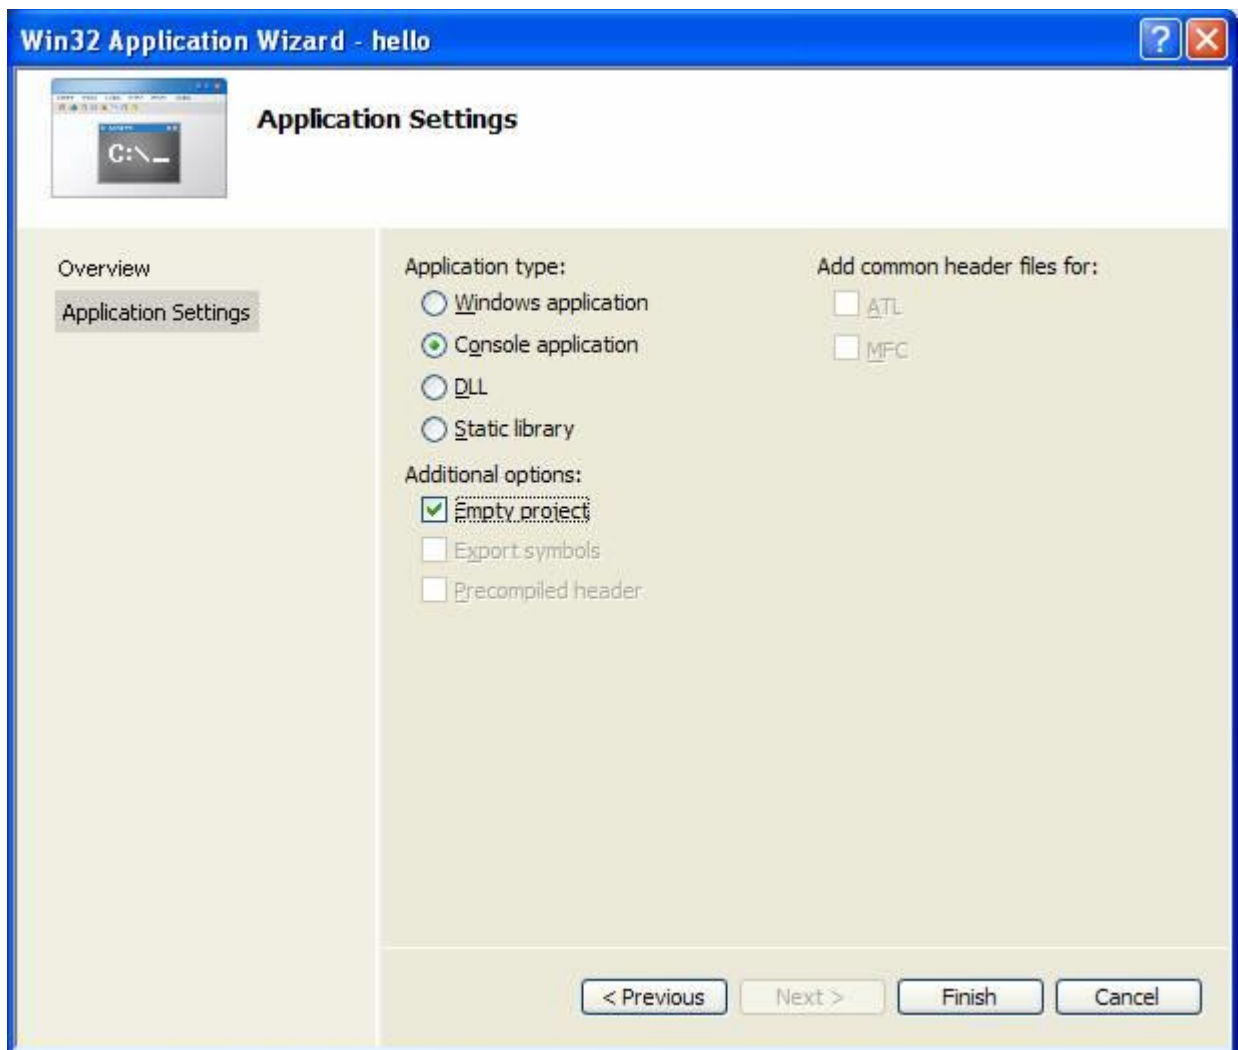 Win32 Application Wizard - hello
C:\_
Application Settings
Overview
Application Settings
Application type:
Windows application
Console application
DLL
Static library
Additional options:
Empty project
Export symbols
Precompiled header
Add common header files for:
ATL
MFC
< Previous
Next >
Finish
Cancel